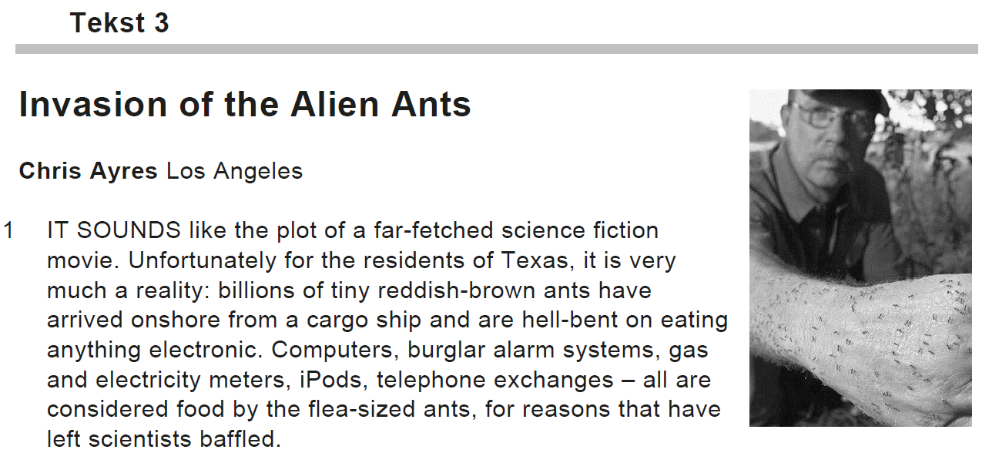 Tekst 3
Invasion of the Alien Ants
Chris Ayres Los Angeles
1 IT SOUNDS like the plot of a far-fetched science fiction
movie. Unfortunately for the residents of Texas, it is very
much a reality: billions of tiny reddish-brown ants have
arrived onshore from a cargo ship and are hell-bent on eating
anything electronic. Computers, burglar alarm systems, gas
and electricity meters, iPods, telephone exchanges – all are
considered food by the flea-sized ants, for reasons that have
left scientists baffled.